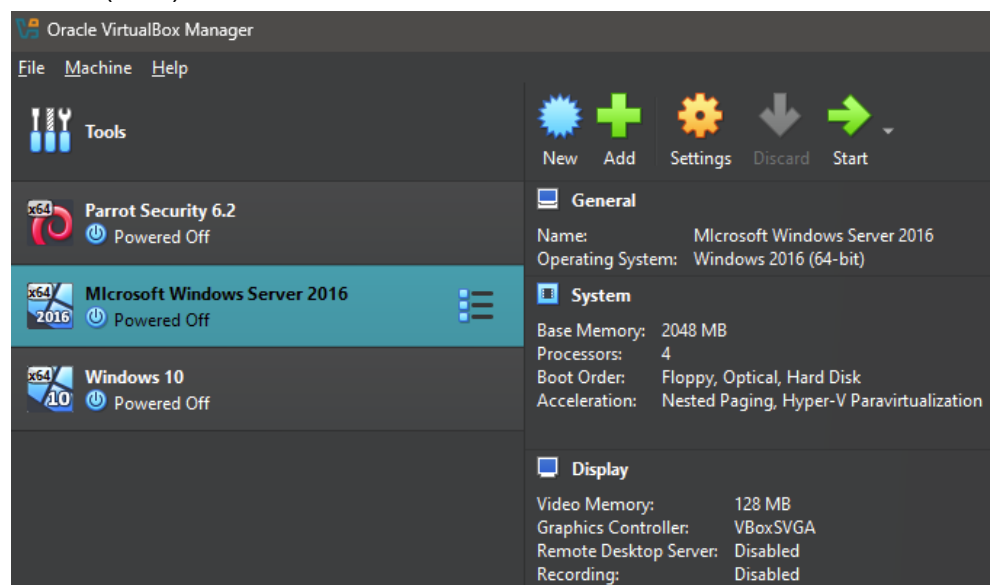 Oracle VirtualBox Manager
File Machine Help
Tools
New Add Settings Discard Start
x64
Parrot Security 6.2
Powered Off
x64
2016
MIcrosoft Windows Server 2016
Powered Off
x64
10
Windows 10
Powered Off
General
Name: MIcrosoft Windows Server 2016
Operating System: Windows 2016 (64-bit)
System
Base Memory: 2048 MB
Processors: 4
Boot Order: Floppy, Optical, Hard Disk
Acceleration: Nested Paging, Hyper-V Paravirtualization
Display
Video Memory: 128 MB
Graphics Controller: VBoxSVGA
Remote Desktop Server: Disabled
Recording: Disabled